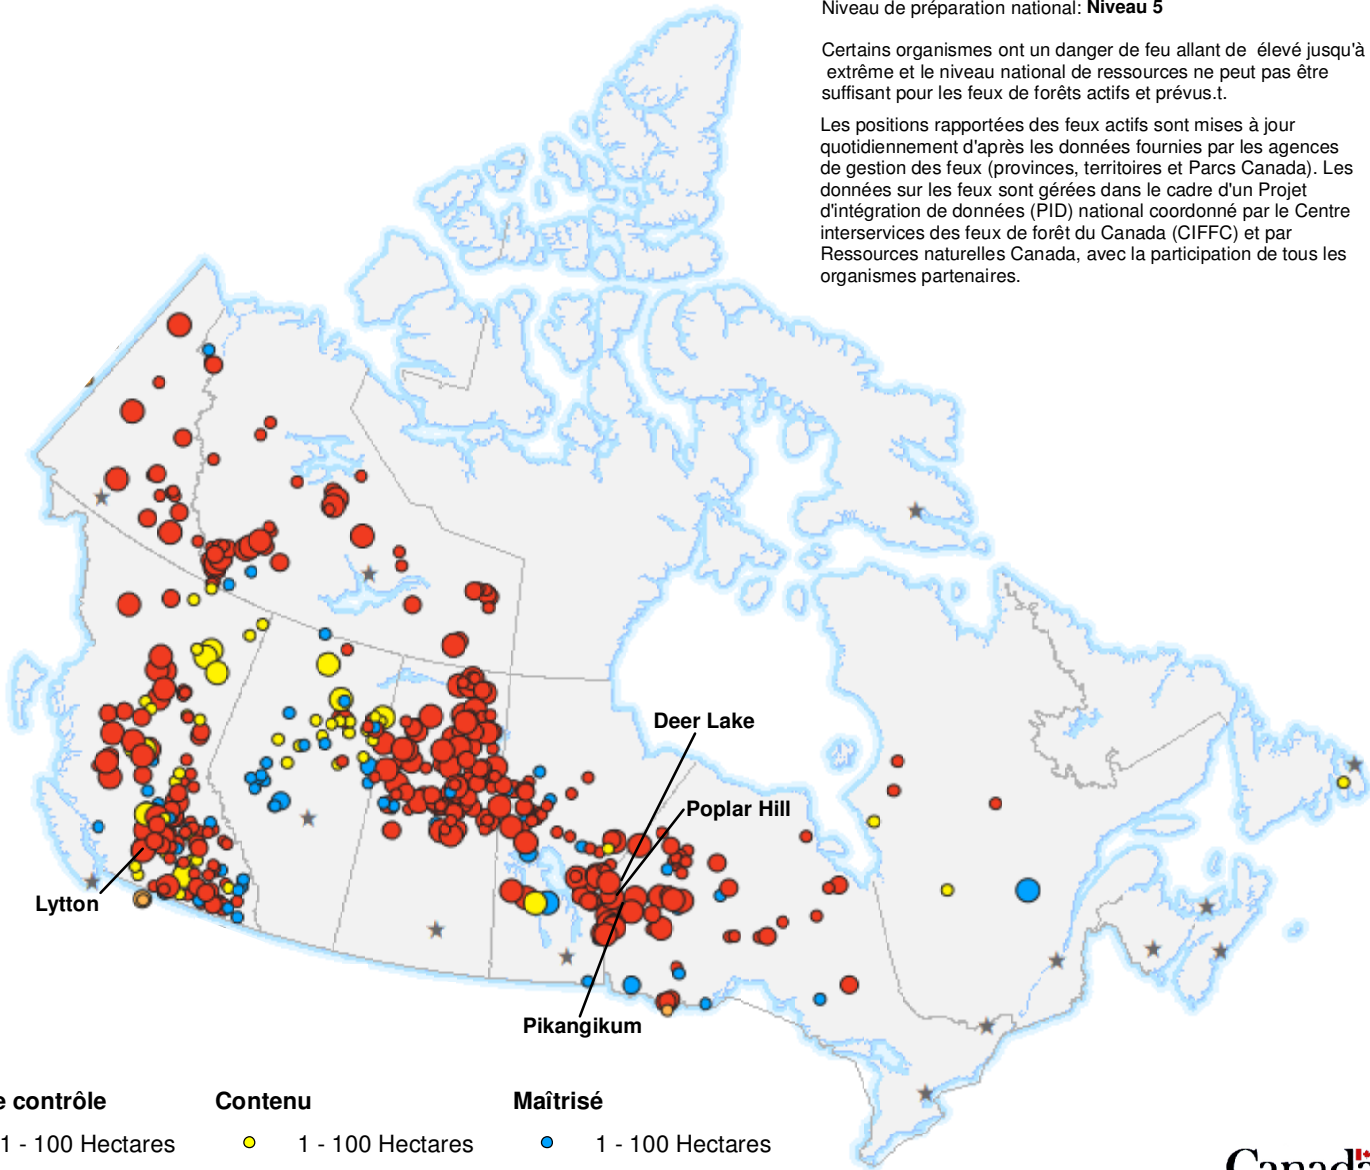 Niveau de préparation national: Niveau 5
Certains organismes ont un danger de feu allant de élevé jusqu'à
extrême et le niveau national de ressources ne peut pas être
suffisant pour les feux de forêts actifs et prévus.t.
Les positions rapportées des feux actifs sont mises à jour
quotidiennement d'après les données fournies par les agences
de gestion des feux (provinces, territoires et Parcs Canada). Les
données sur les feux sont gérées dans le cadre d'un Projet
d'intégration de données (PID) national coordonné par le Centre
interservices des feux de forêt du Canada (CIFFC) et par
Ressources naturelles Canada, avec la participation de tous les
organismes partenaires.
Deer Lake
Poplar Hill
Lytton
Pikangikum
e contrôle
Contenu
Maîtrisé
1 - 100 Hectares
1 - 100 Hectares
1 - 100 Hectares
Canada